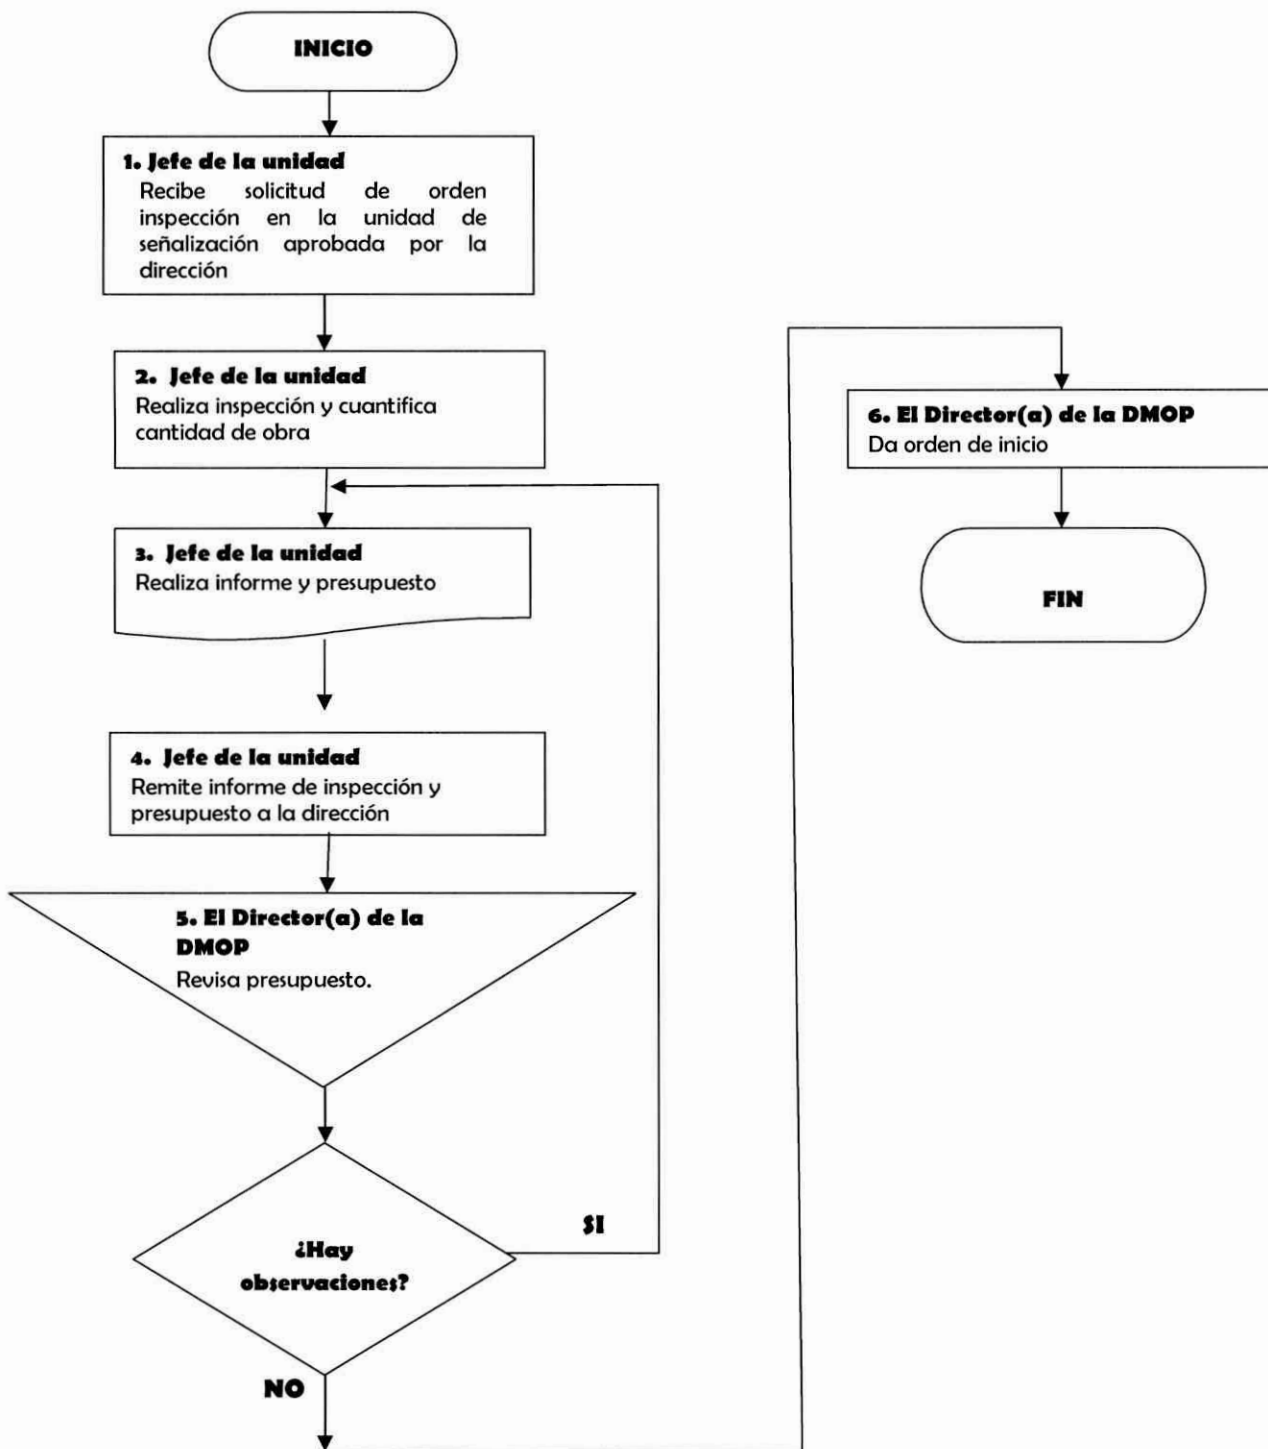 INICIO
1. Jefe de la unidad
Recibe solicitud de orden
inspección en la unidad de
señalización aprobada por la
dirección
2. Jefe de la unidad
Realiza inspección y cuantifica
cantidad de obra
3. Jefe de la unidad
Realiza informe y presupuesto
4. Jefe de la unidad
Remite informe de inspección y
presupuesto a la dirección
5. El Director(a) de la
DMOP
Revisa presupuesto.
¿Hay
observaciones?
SI
NO
6. El Director(a) de la DMOP
Da orden de inicio
FIN